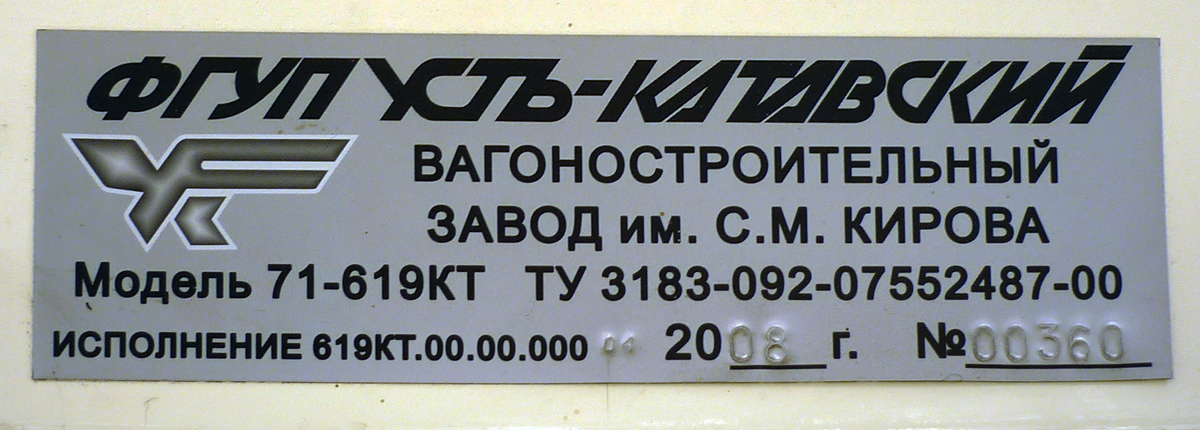 ФГУП УСТЬ-КАТАВСКИЙ
ВАГОНОСТРОИТЕЛЬНЫЙ
ЗАВОД им. С.М. КИРОВА
Модель 71-619КТ ТУ 3183-092-07552487-00
ИСПОЛНЕНИЕ 619КТ.00.00.000 04 2008 г. №00360